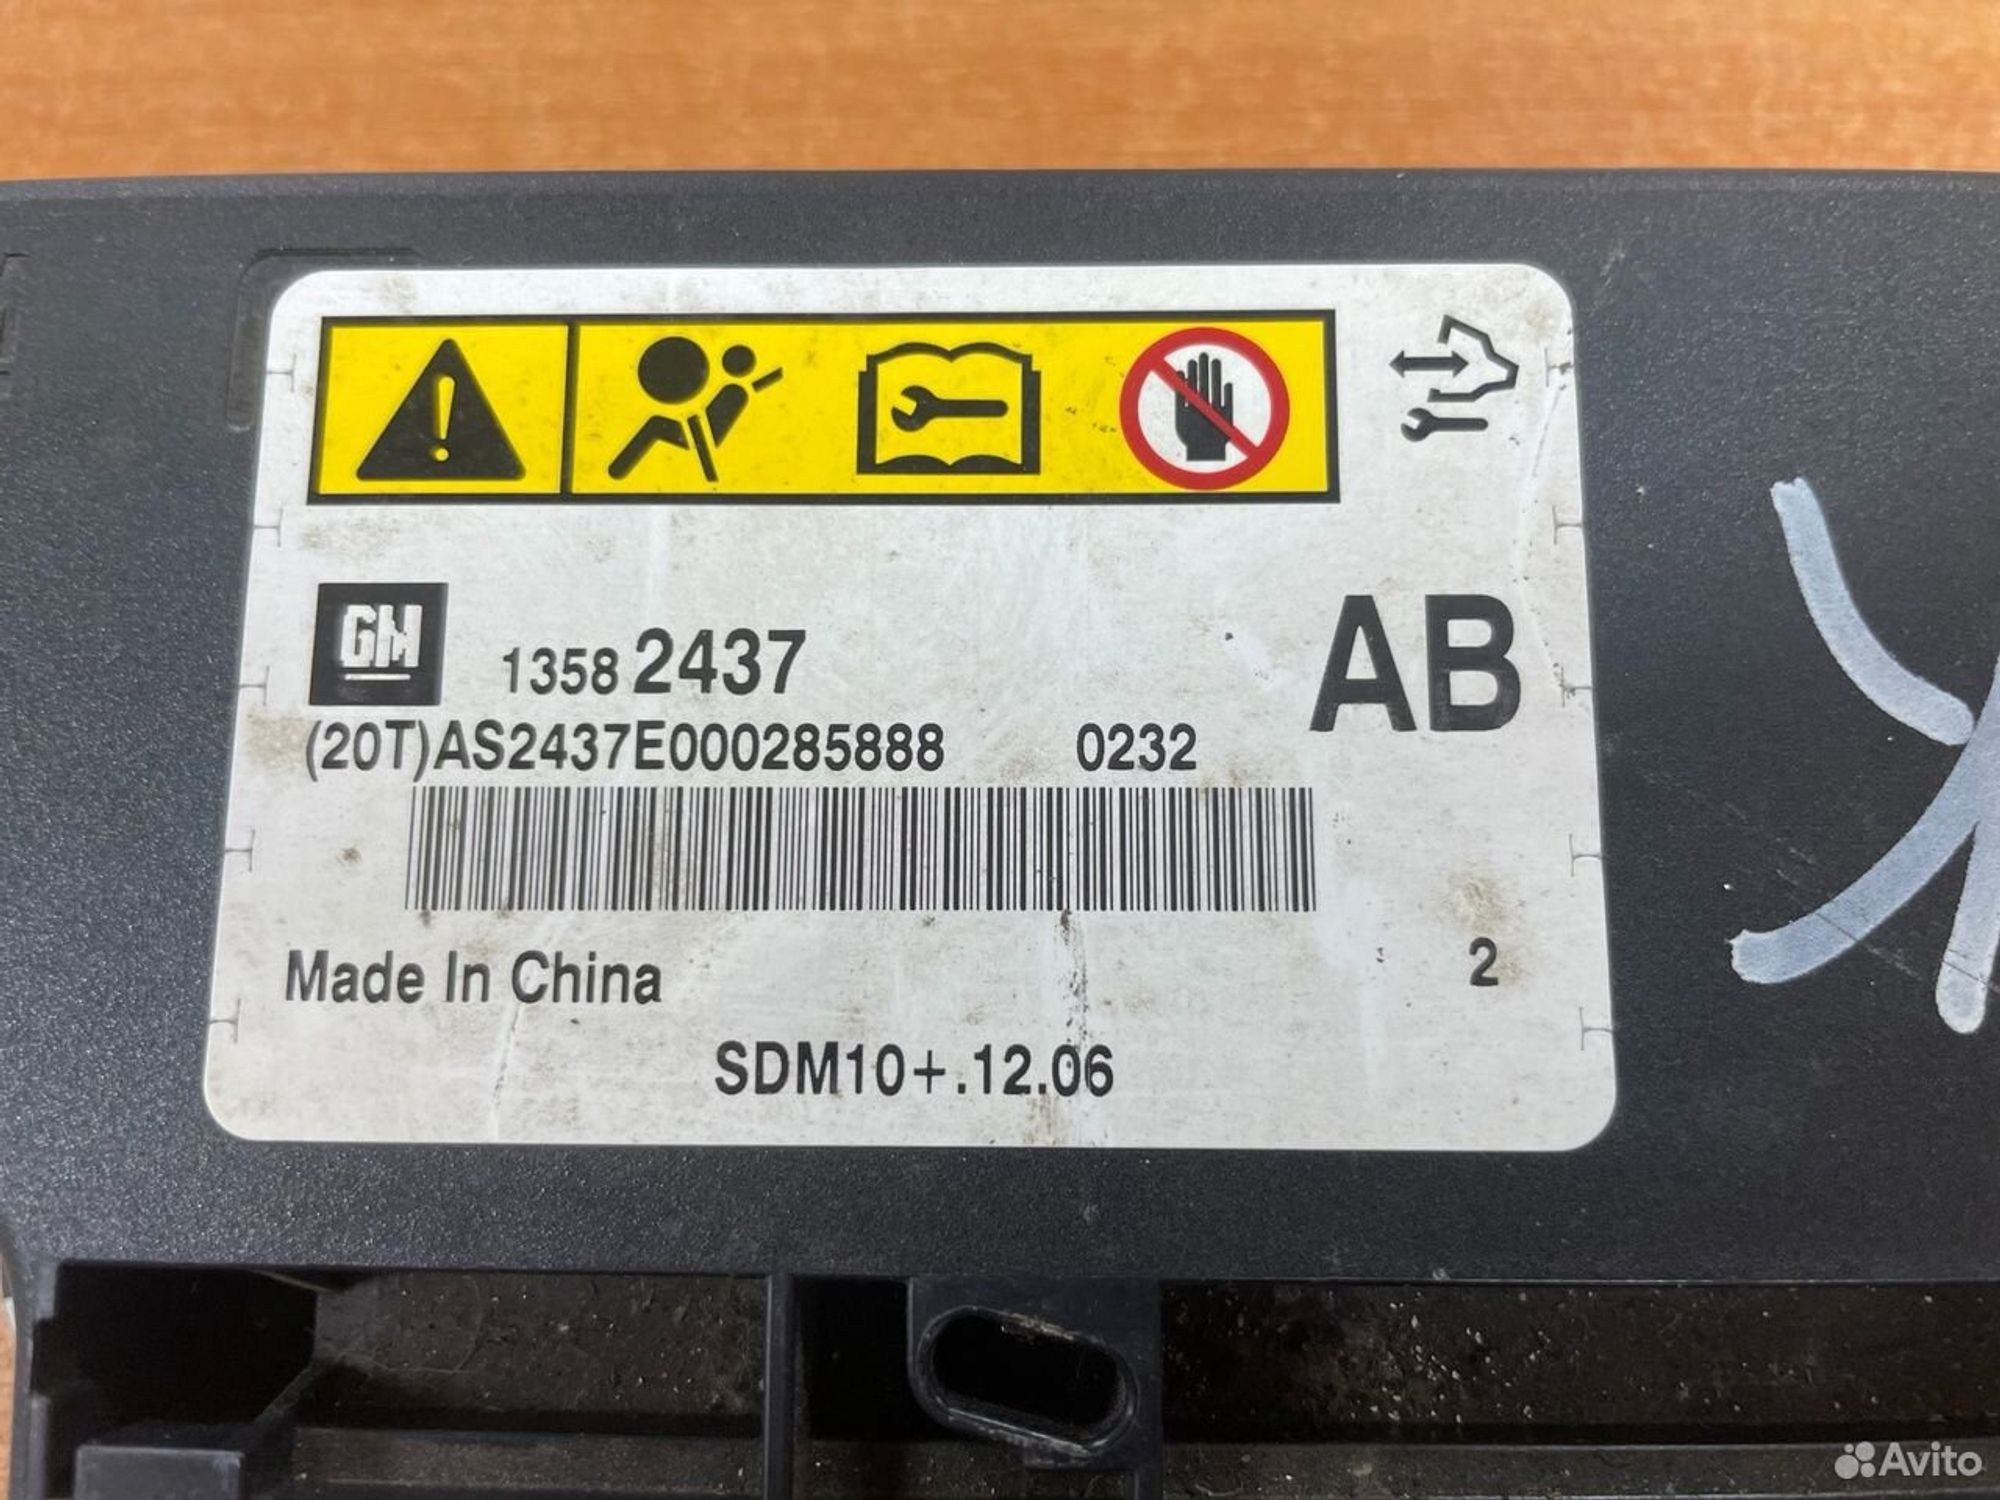 GM 1358 2437 AB
(20T)AS2437E000285888 0232
Made In China 2
SDM10+.12.06
Avito